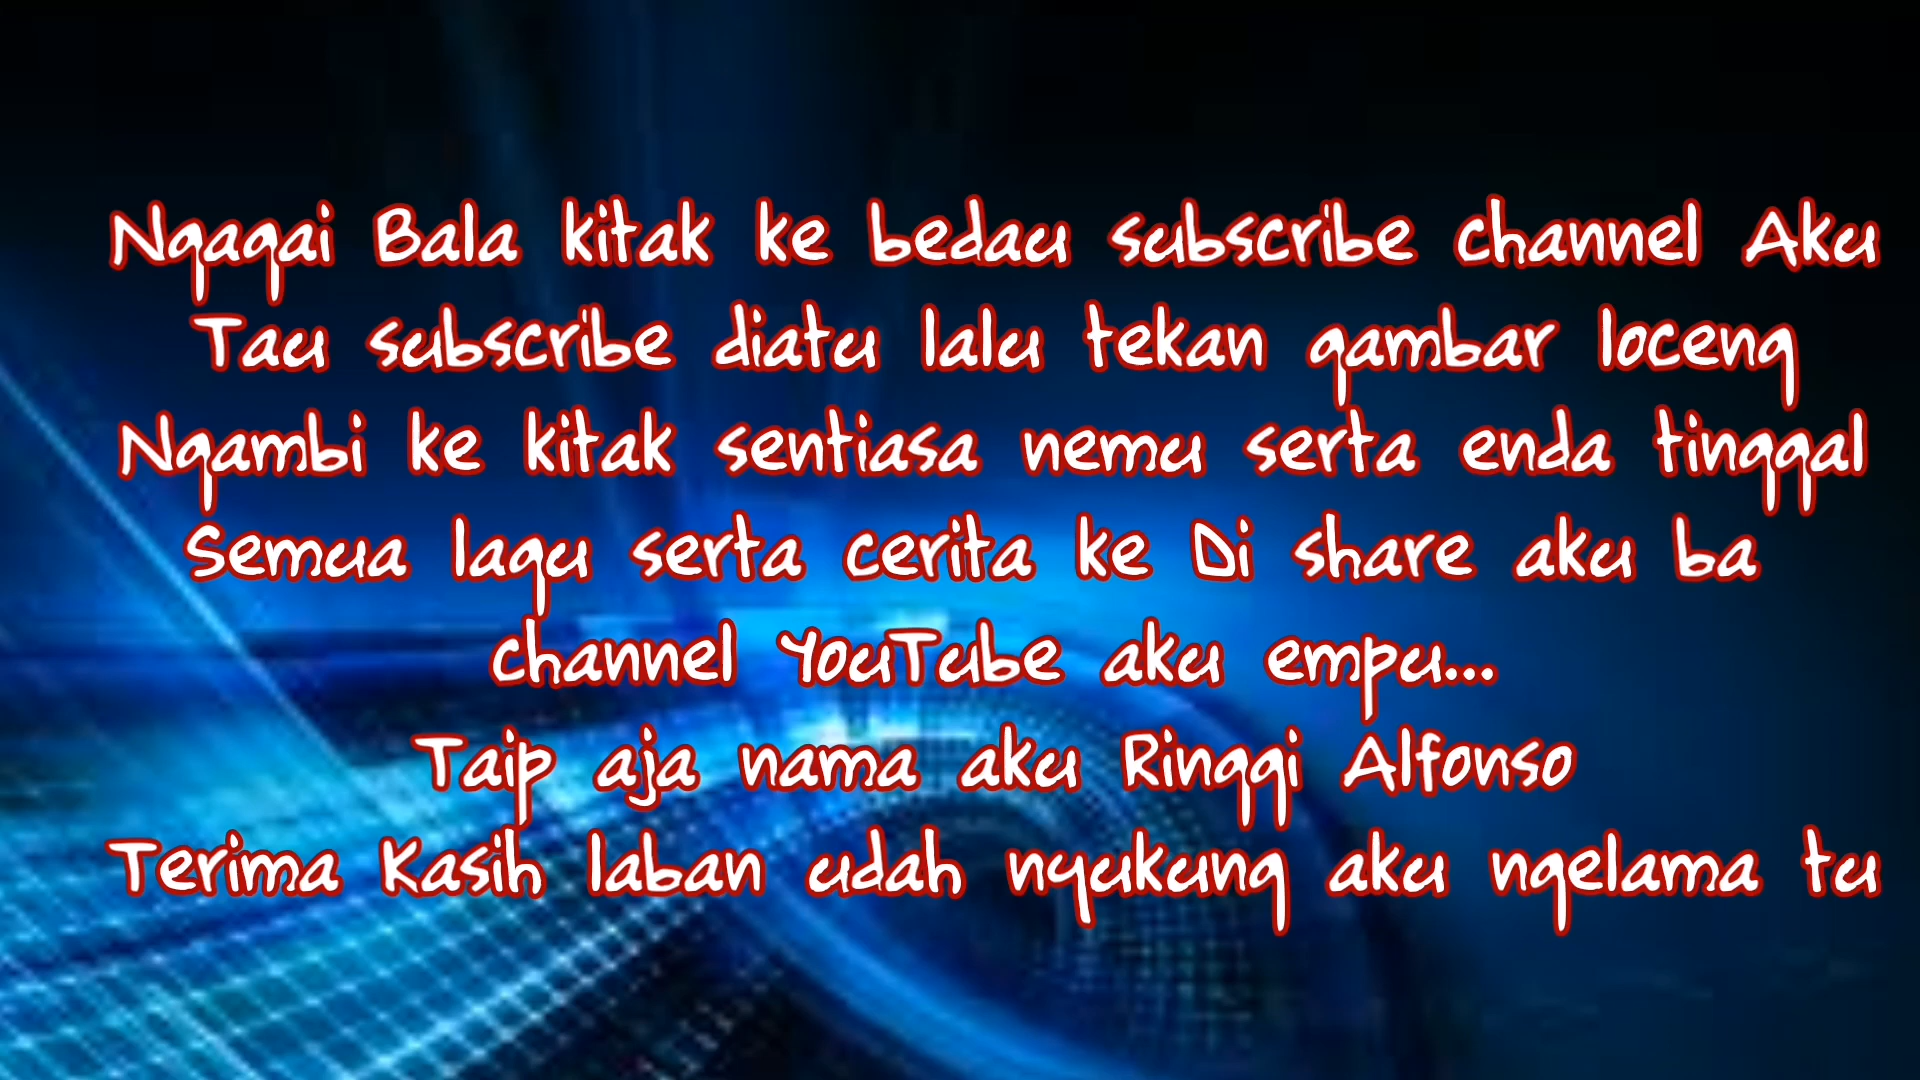 Ngagai Bala kitak ke bedau subscribe channel Aku
Tau subscribe diatu lalu tekan gambar loceng
Ngambi ke kitak sentiasa nemu serta enda tinggal
Semua lagu serta cerita ke Di share aku ba
channel YouTube aku empu...
Taip aja nama aku Ringgi Alfonso
Terima Kasih laban udah nyukung aku ngelama tu